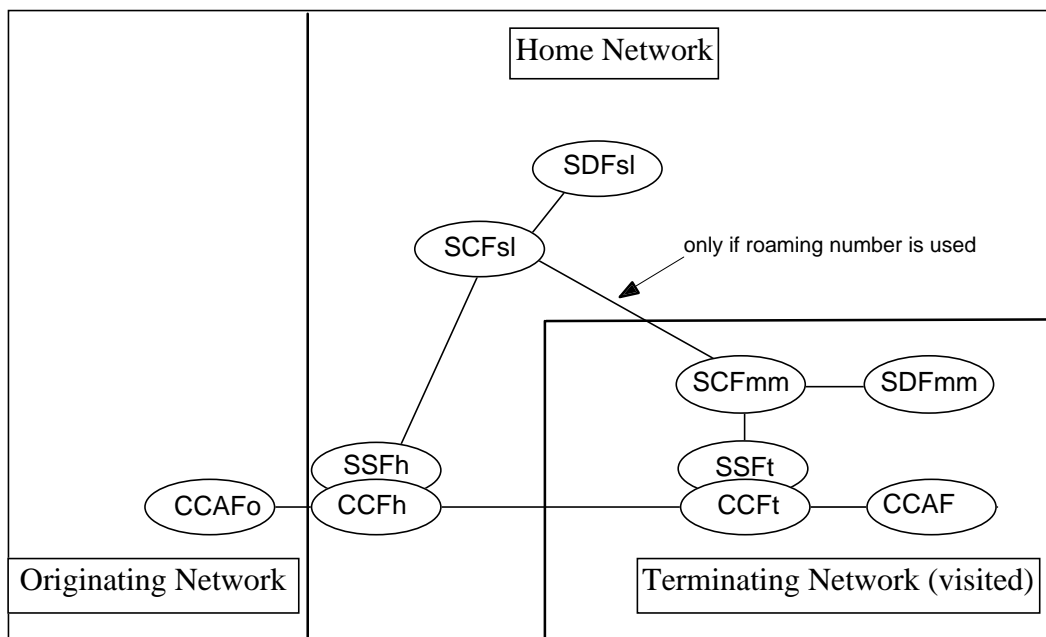 Home Network
SDFsl
SCFsl
only if roaming number is used
SCFmm
SDFmm
SSFh
SSFt
CCAFo
CCFh
CCFt
CCAF
Originating Network
Terminating Network (visited)